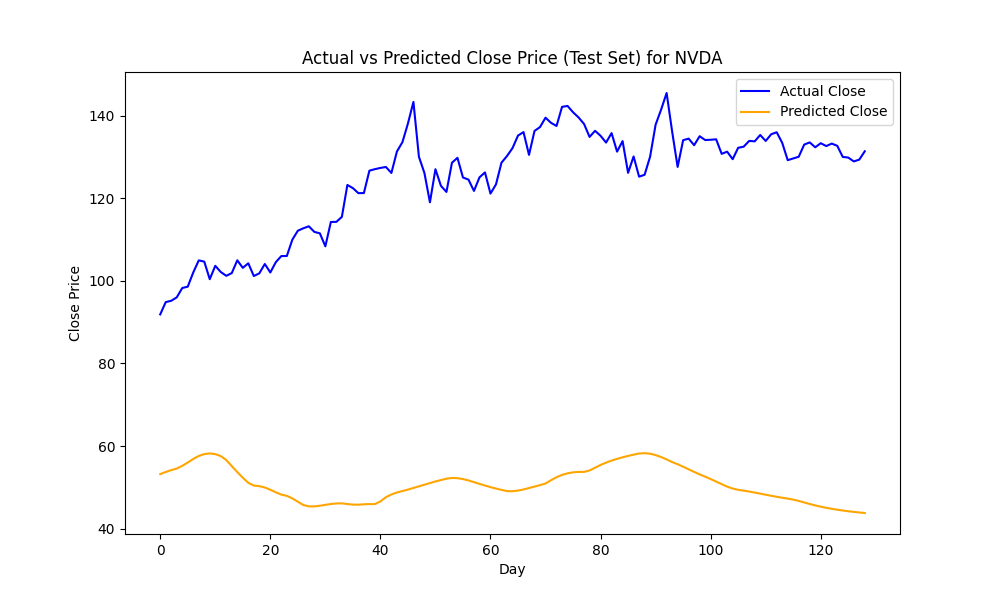 Actual vs Predicted Close Price (Test Set) for NVDA
Actual Close
Predicted Close
Close Price
140
120
100
80
60
40
0 20 40 60 80 100 120
Day